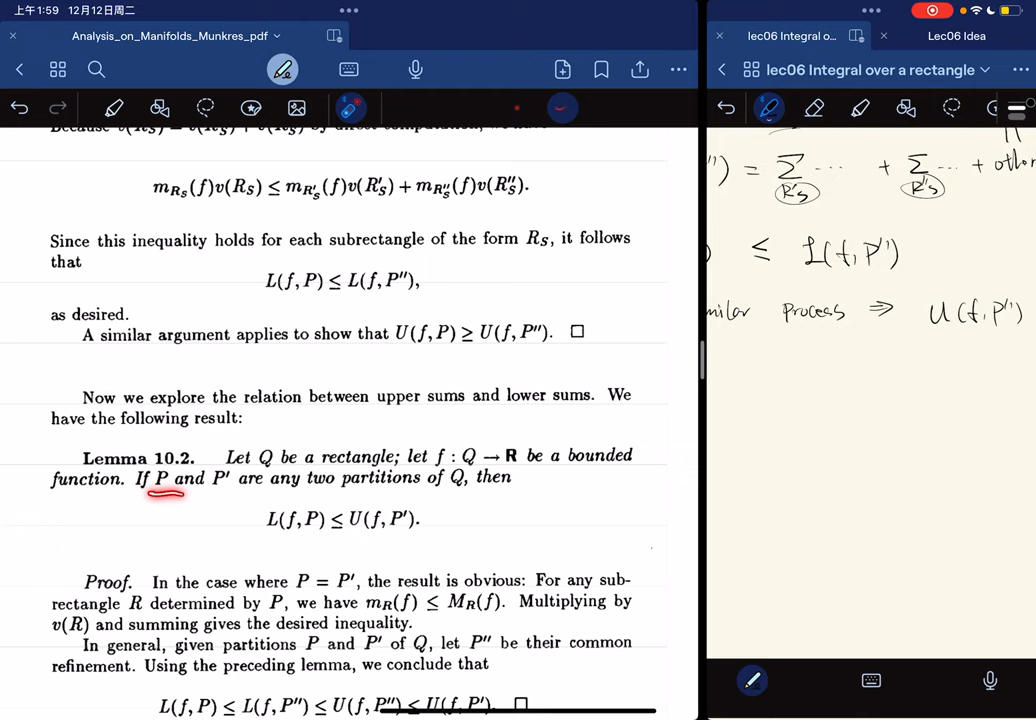 上午1:59 12月12日周二
Analysis_on_Manifolds_Munkres_pdf
m_{R_S}(f)v(R_S) ≤ m_{R'_S}(f)v(R'_S) + m_{R''_S}(f)v(R''_S).
Since this inequality holds for each subrectangle of the form R_S, it follows
that
L(f, P) ≤ L(f, P''),
as desired.
A similar argument applies to show that U(f, P) ≥ U(f, P''). □
Now we explore the relation between upper sums and lower sums. We
have the following result:
Lemma 10.2. Let Q be a rectangle; let f : Q → R be a bounded
function. If P and P' are any two partitions of Q, then
L(f, P) ≤ U(f, P').
Proof. In the case where P = P', the result is obvious: For any sub-
rectangle R determined by P, we have m_R(f) ≤ M_R(f). Multiplying by
v(R) and summing gives the desired inequality.
In general, given partitions P and P' of Q, let P'' be their common
refinement. Using the preceding lemma, we conclude that
L(f, P) ≤ L(f, P'') ≤ U(f, P'') ≤ U(f, P'). □
lec06 Integral o...
Lec06 Idea
lec06 Integral over a rectangle
'') = Σ_{R'_S} ... + Σ_{R''_S} ... + other
) ≤ L(f, P'')
milar process ⇒ U(f, P'')